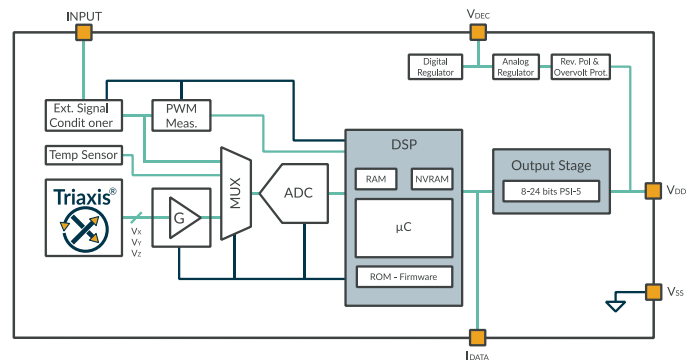 INPUT
VDEC
Digital
Regulator
Analog
Regulator
Rev. Pol &
Overvolt Prot.
Ext. Signal
Condit oner
PWM
Meas.
Temp Sensor
Triaxis®
VX
VY
VZ
G
MUX
ADC
DSP
RAM
NVRAM
µC
ROM - Firmware
Output Stage
8-24 bits PSI-5
VDD
VSS
IDATA